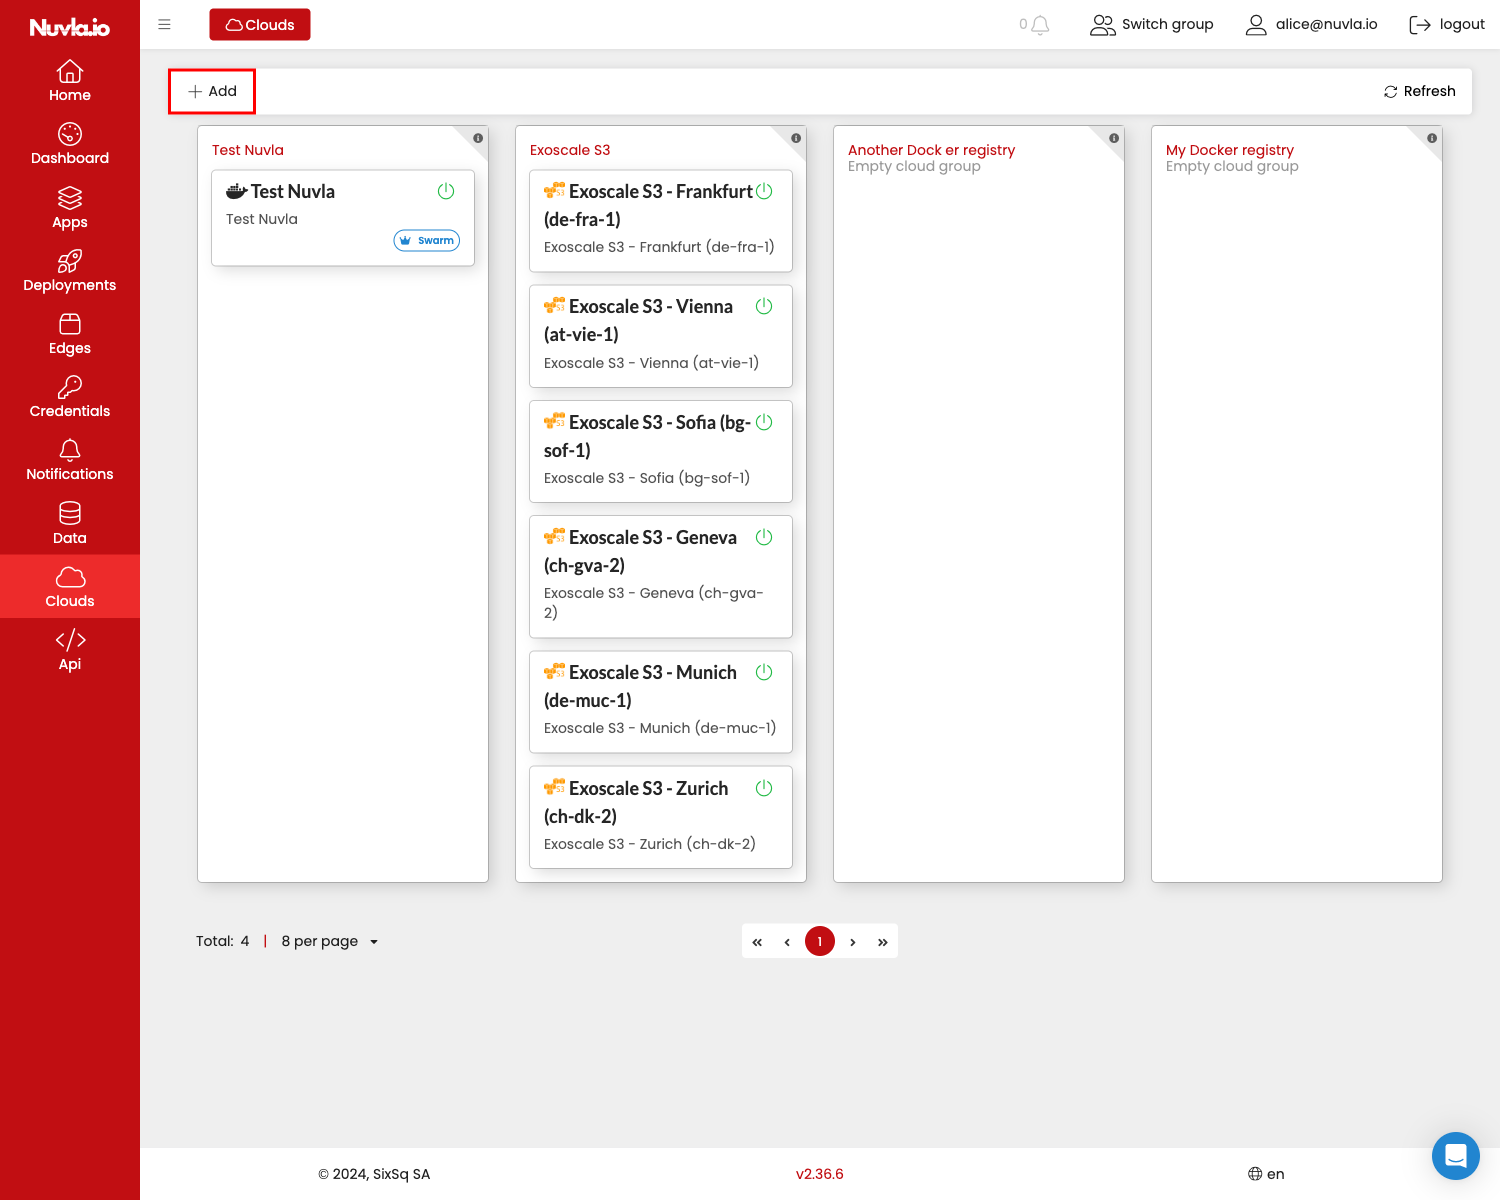 Nuvla.io
Home
Dashboard
Apps
Deployments
Edges
Credentials
Notifications
Data
Clouds
Api
Clouds
0
Switch group
alice@nuvla.io
logout
Add
Refresh
Test Nuvla
Test Nuvla
Test Nuvla
Swarm
Exoscale S3
Exoscale S3 - Frankfurt
(de-fra-1)
Exoscale S3 - Frankfurt (de-fra-1)
Exoscale S3 - Vienna
(at-vie-1)
Exoscale S3 - Vienna (at-vie-1)
Exoscale S3 - Sofia (bg-
sof-1)
Exoscale S3 - Sofia (bg-sof-1)
Exoscale S3 - Geneva
(ch-gva-2)
Exoscale S3 - Geneva (ch-gva-
2)
Exoscale S3 - Munich
(de-muc-1)
Exoscale S3 - Munich (de-muc-1)
Exoscale S3 - Zurich
(ch-dk-2)
Exoscale S3 - Zurich (ch-dk-2)
Another Dock er registry
Empty cloud group
My Docker registry
Empty cloud group
Total: 4 | 8 per page
« ‹ 1 › »
© 2024, SixSq SA
v2.36.6
en